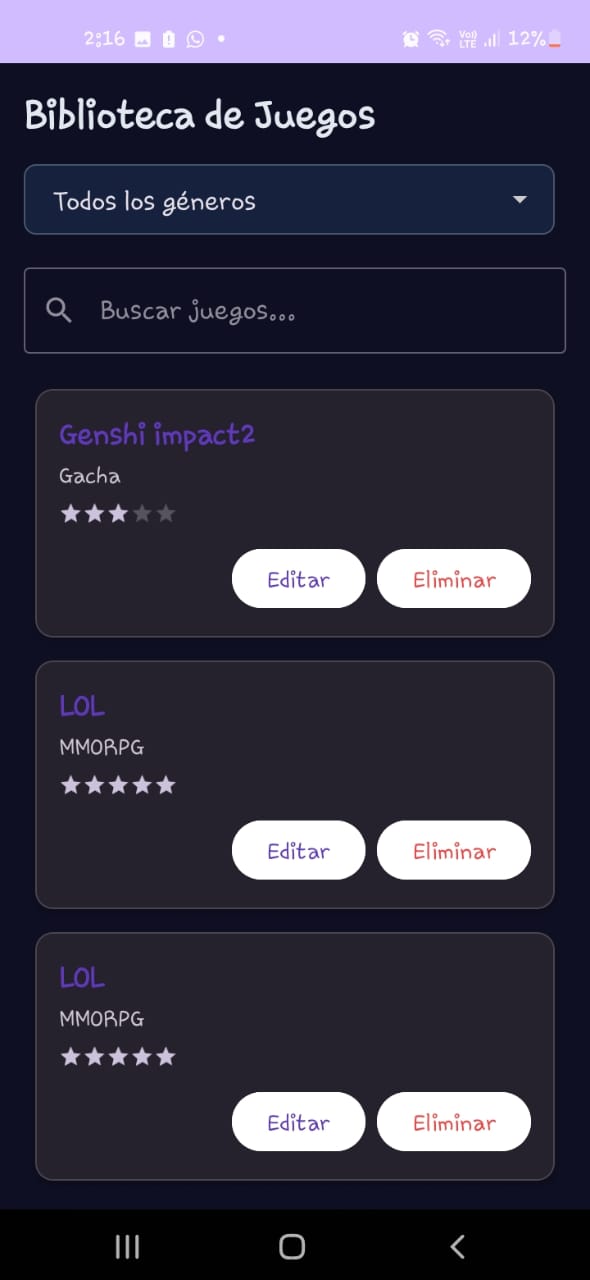 2:16 Vo)) LTE 12%
Biblioteca de Juegos
Todos los géneros
Buscar juegos...
Genshi impact2
Gacha
Editar Eliminar
LOL
MMORPG
Editar Eliminar
LOL
MMORPG
Editar Eliminar